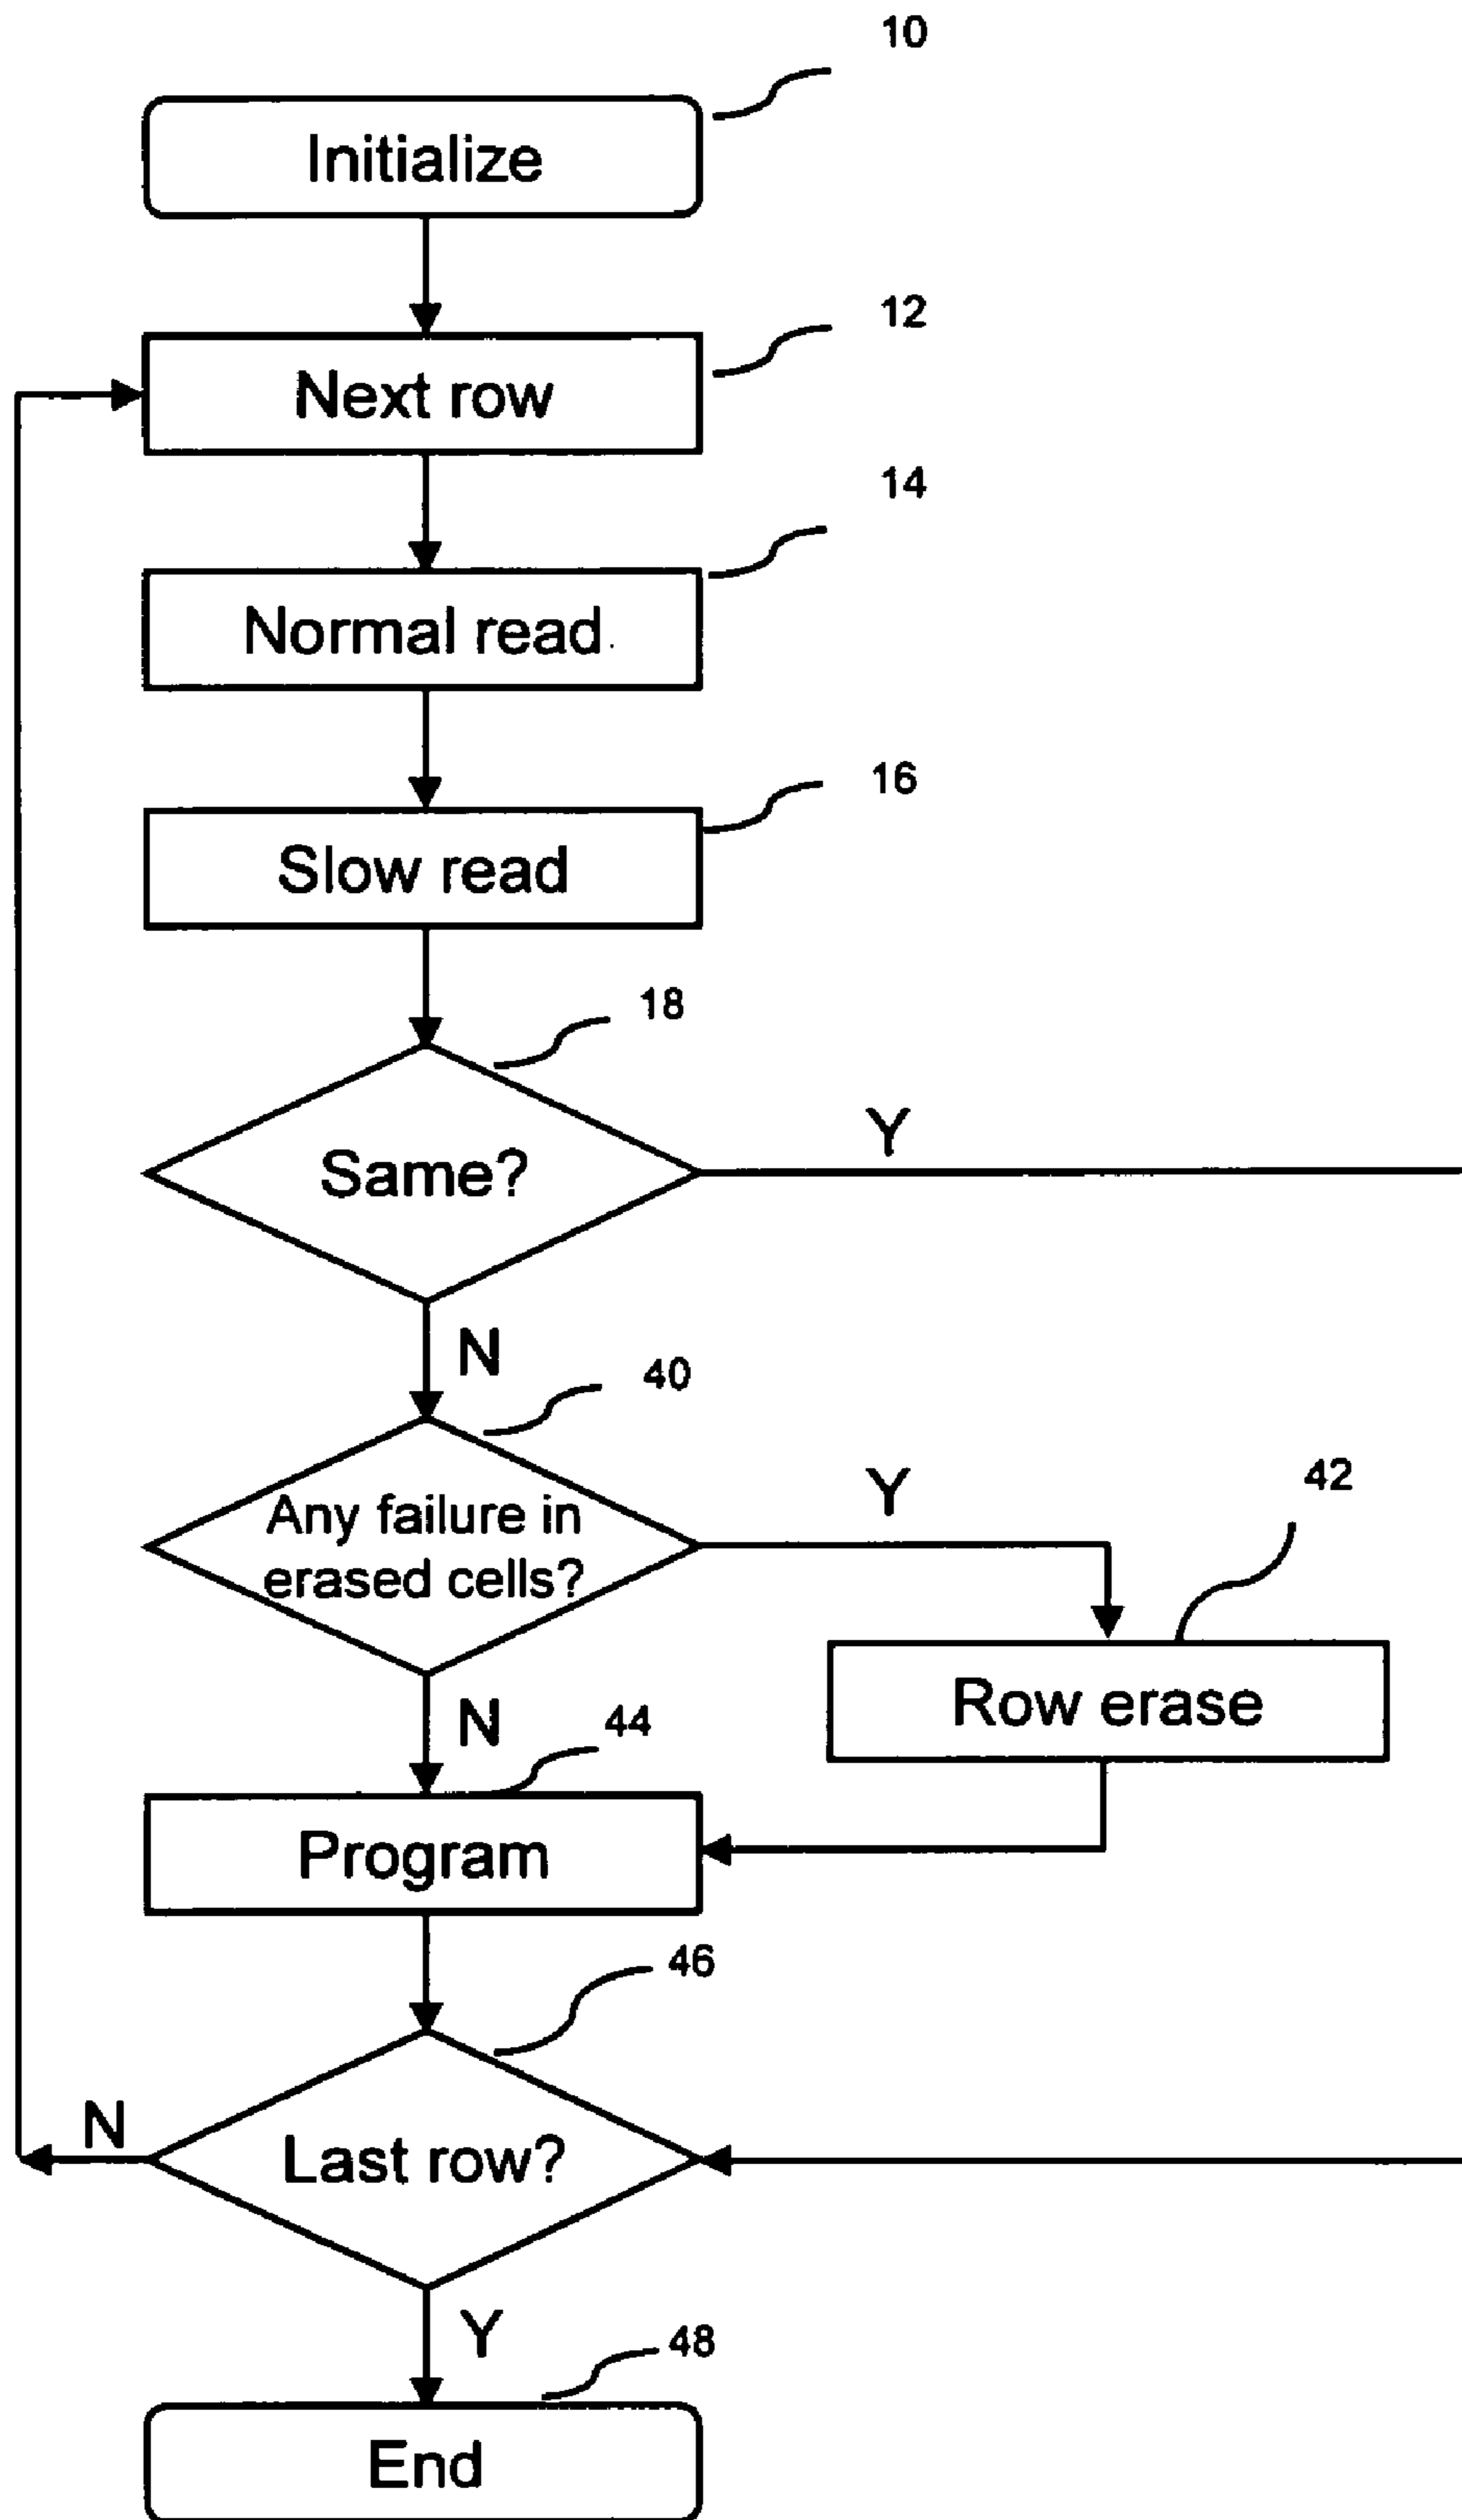 10
Initialize
12
Next row
14
Normal read
16
Slow read
18
Same?
Y
N
40
Any failure in
erased cells?
Y
42
Row erase
N
44
Program
46
Last row?
N
Y
48
End